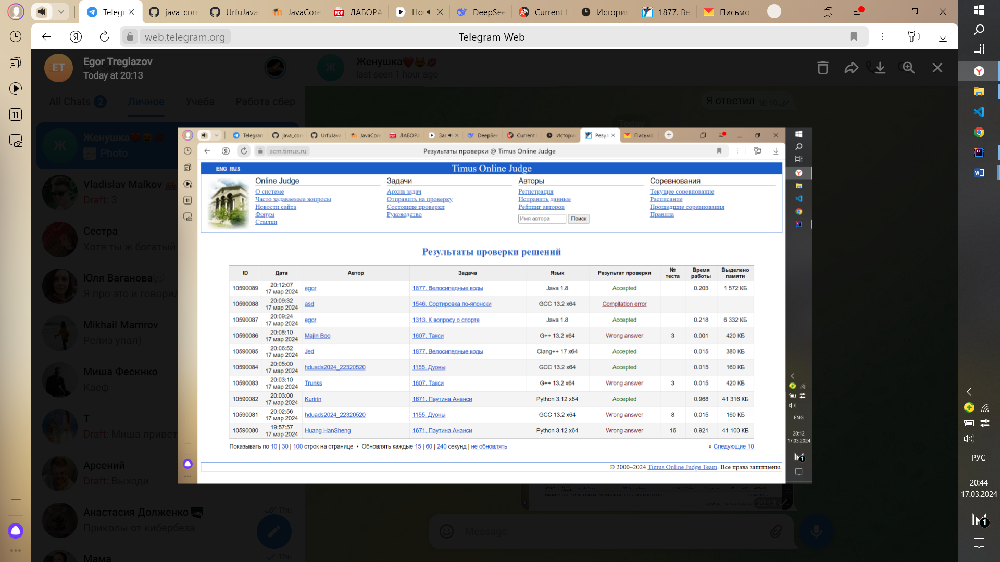 Telegr
java_core
UrfuJava
JavaCore
ЛАБОРА
Но
DeepSee
Current
История
1877. Ве
Письмо
web.telegram.org
Telegram Web
11
ET
Egor Treglazov
Today at 20:13
Ж
Женушка
last seen 1 hour ago
All Chats 2
Личное
Учеба
Работа сбер
Я ответил 10:19
Today
Ж
Женушка
Photo
Vladislav Malkov
Draft: 3
Сестра
Хотя ты ж богатый
Юля Ваганова
Я про это и говорил
Mikhail Mamrov
Релиз упал)
Миша Фескнко
Каеф
Т
Draft: Миша привет
Арсений
Draft: Выходи
Анастасия Долженко
Thu
Приколы от кибербеза
Мама
Thu
Telegram
java_con
UrfuJava
JavaCore
ЛАБОРА
Заг
DeepSee
Current
Истори
Резул
Письмо
acm.timus.ru
Результаты проверки @ Timus Online Judge
11
ENG RUS
Timus Online Judge
Online Judge
О системе
Часто задаваемые вопросы
Новости сайта
Форум
Ссылки
Задачи
Архив задач
Отправить на проверку
Состояние проверки
Руководство
Авторы
Регистрация
Исправить данные
Рейтинг авторов
Имя автора
Поиск
Соревнования
Текущее соревнование
Расписание
Прошедшие соревнования
Правила
Результаты проверки решений
ID Дата Автор Задача Язык Результат проверки № теста Время работы Выделено памяти
10590089 20:12:07 17 мар 2024 egor 1877. Велосипедные коды Java 1.8 Accepted 0.203 1 572 КБ
10590088 20:09:32 17 мар 2024 asd 1546. Сортировка по-японски GCC 13.2 x64 Compilation error
10590087 20:09:24 17 мар 2024 egor 1313. К вопросу о спорте Java 1.8 Accepted 0.218 6 332 КБ
10590086 20:08:10 17 мар 2024 Majin Boo 1607. Такси G++ 13.2 x64 Wrong answer 3 0.001 420 КБ
10590085 20:06:52 17 мар 2024 Jed 1877. Велосипедные коды Clang++ 17 x64 Accepted 0.015 380 КБ
10590084 20:05:00 17 мар 2024 hduads2024_22320520 1155. Дуоны GCC 13.2 x64 Accepted 0.015 160 КБ
10590083 20:03:10 17 мар 2024 Trunks 1607. Такси G++ 13.2 x64 Wrong answer 3 0.015 420 КБ
10590082 20:03:00 17 мар 2024 Kuririn 1671. Паутина Ананси Python 3.12 x64 Accepted 0.968 41 316 КБ
10590081 20:02:56 17 мар 2024 hduads2024_22320520 1155. Дуоны GCC 13.2 x64 Wrong answer 8 0.015 160 КБ
10590080 19:57:57 17 мар 2024 Huang HanSheng 1671. Паутина Ананси Python 3.12 x64 Wrong answer 16 0.921 41 100 КБ
Показывать по 10 | 30 | 100 строк на странице • Обновлять каждые 15 | 60 | 240 секунд | не обновлять
» Следующие 10
© 2000–2024 Timus Online Judge Team. Все права защищены.
ENG
20:12
17.03.2024
1
20:13
Message
РУС
20:44
17.03.2024
1